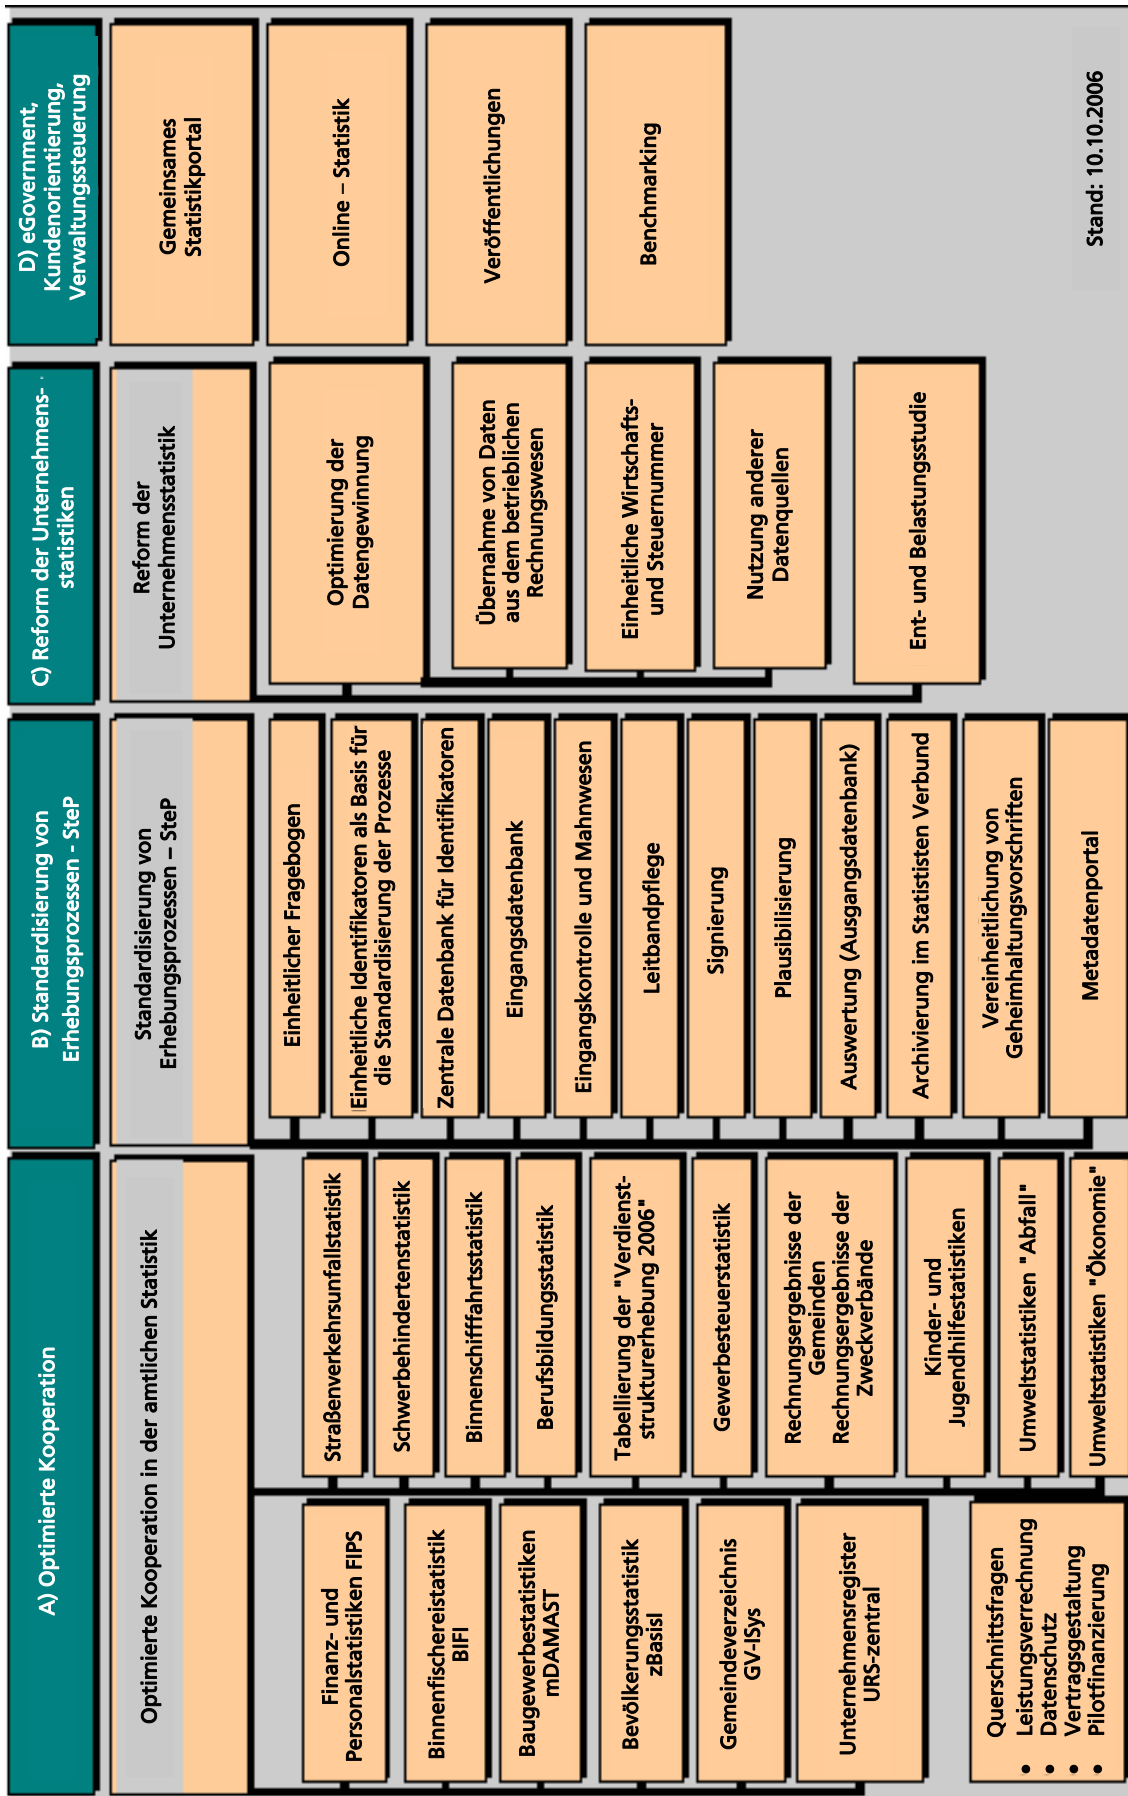 A) Optimierte Kooperation
Optimierte Kooperation in der amtlichen Statistik
Finanz- und
Personalstatistiken FIPS
Binnenfischereistatistik
BIFI
Baugewerbestatistiken
mDAMAST
Bevölkerungsstatistik
zBasisI
Gemeindeverzeichnis
GV-ISys
Unternehmensregister
URS-zentral
Querschnittsfragen
• Leistungsverrechnung
• Datenschutz
• Vertragsgestaltung
• Pilotfinanzierung
Straßenverkehrsunfallstatistik
Schwerbehindertenstatistik
Binnenschifffahrtsstatistik
Berufsbildungsstatistik
Tabellierung der "Verdienst-
strukturerhebung 2006"
Gewerbesteuerstatistik
Rechnungsergebnisse der
Gemeinden
Rechnungsergebnisse der
Zweckverbände
Kinder- und
Jugendhilfestatistiken
Umweltstatistiken "Abfall"
Umweltstatistiken "Ökonomie"
B) Standardisierung von
Erhebungsprozessen - SteP
Standardisierung von
Erhebungsprozessen – SteP
Einheitlicher Fragebogen
Einheitliche Identifikatoren als Basis für
die Standardisierung der Prozesse
Zentrale Datenbank für Identifikatoren
Eingangsdatenbank
Eingangskontrolle und Mahnwesen
Leitbandpflege
Signierung
Plausibilisierung
Auswertung (Ausgangsdatenbank)
Archivierung im Statististen Verbund
Vereinheitlichung von
Geheimhaltungsvorschriften
Metadatenportal
C) Reform der Unternehmens-
statistiken
Reform der
Unternehmensstatistik
Optimierung der
Datengewinnung
Übernahme von Daten
aus dem betrieblichen
Rechnungswesen
Einheitliche Wirtschafts-
und Steuernummer
Nutzung anderer
Datenquellen
Ent- und Belastungsstudie
D) eGovernment,
Kundenorientierung,
Verwaltungssteuerung
Gemeinsames
Statistikportal
Online – Statistik
Veröffentlichungen
Benchmarking
Stand: 10.10.2006